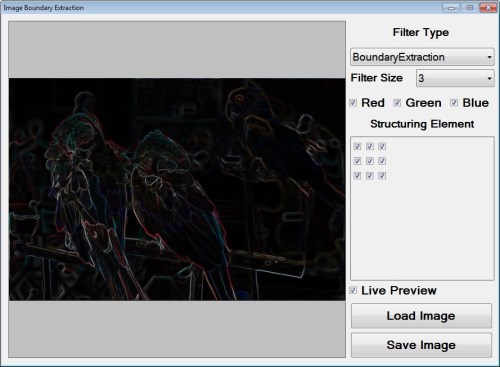 Image Boundary Extraction
Filter Type
BoundaryExtraction
Filter Size 3
Red Green Blue
Structuring Element
Live Preview
Load Image
Save Image